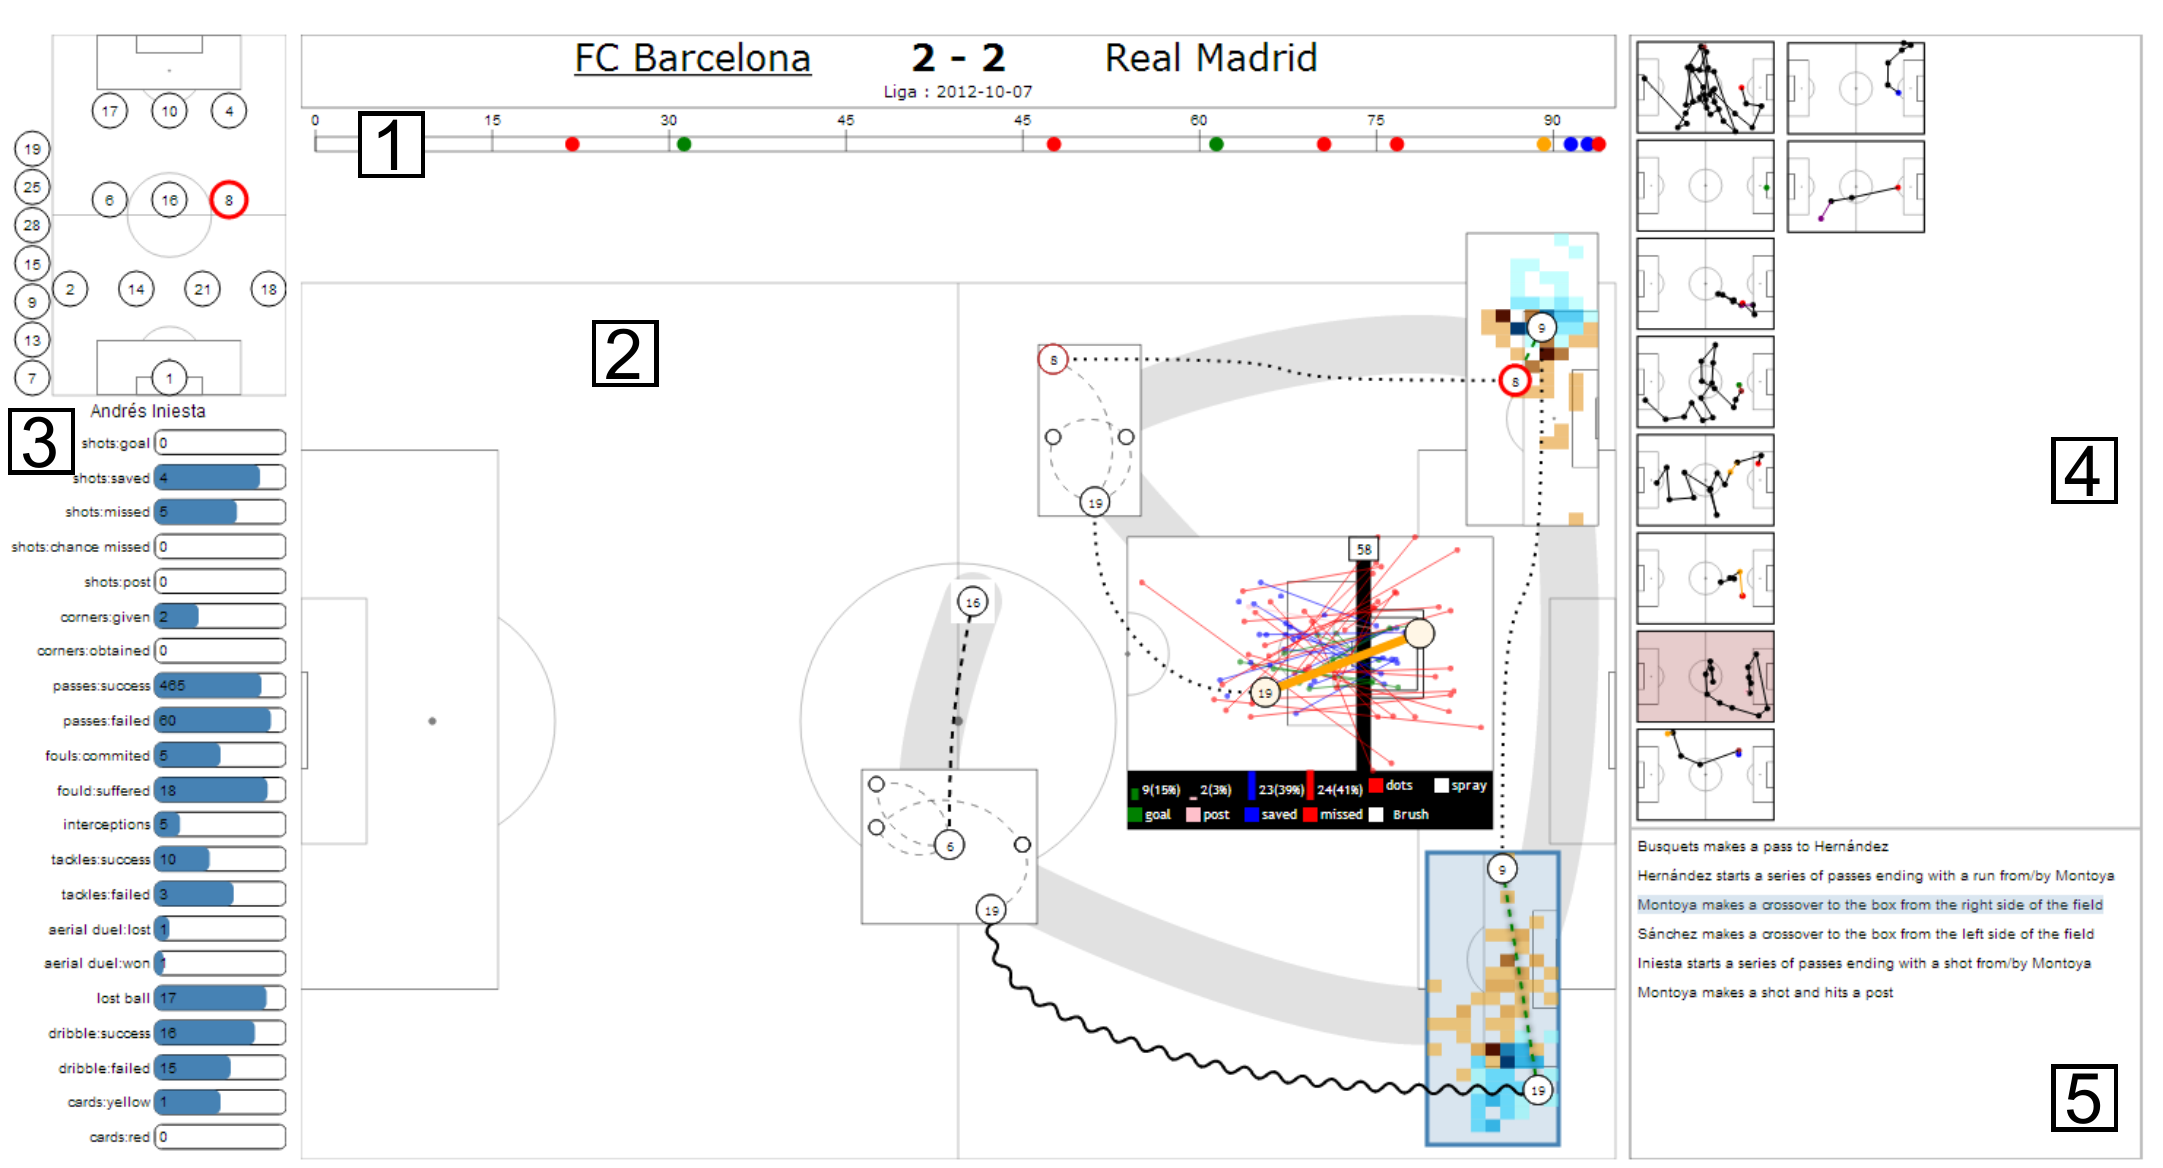 FC Barcelona 2 - 2 Real Madrid
Liga : 2012-10-07
0 15 30 45 45 60 75 90
1
17 10 4
19
25
6 16 8
28
15
2 14 21 18
9
13
7
1
Andrés Iniesta
3
shots:goal 0
shots:saved 4
shots:missed 5
shots:chance missed 0
shots:post 0
corners:given 2
corners:obtained 0
passes:success 465
passes:failed 60
fouls:commited 5
fould:suffered 18
interceptions 5
tackles:success 10
tackles:failed 3
aerial duel:lost 1
aerial duel:won 1
lost ball 17
dribble:success 16
dribble:failed 15
cards:yellow 1
cards:red 0
2
9
8
8
19
58
16
19
9(15%) 2(3%) 23(39%) 24(41%) dots spray
goal post saved missed Brush
6
19
9
19
4
Busquets makes a pass to Hernández
Hernández starts a series of passes ending with a run from/by Montoya
Montoya makes a crossover to the box from the right side of the field
Sánchez makes a crossover to the box from the left side of the field
Iniesta starts a series of passes ending with a shot from/by Montoya
Montoya makes a shot and hits a post
5